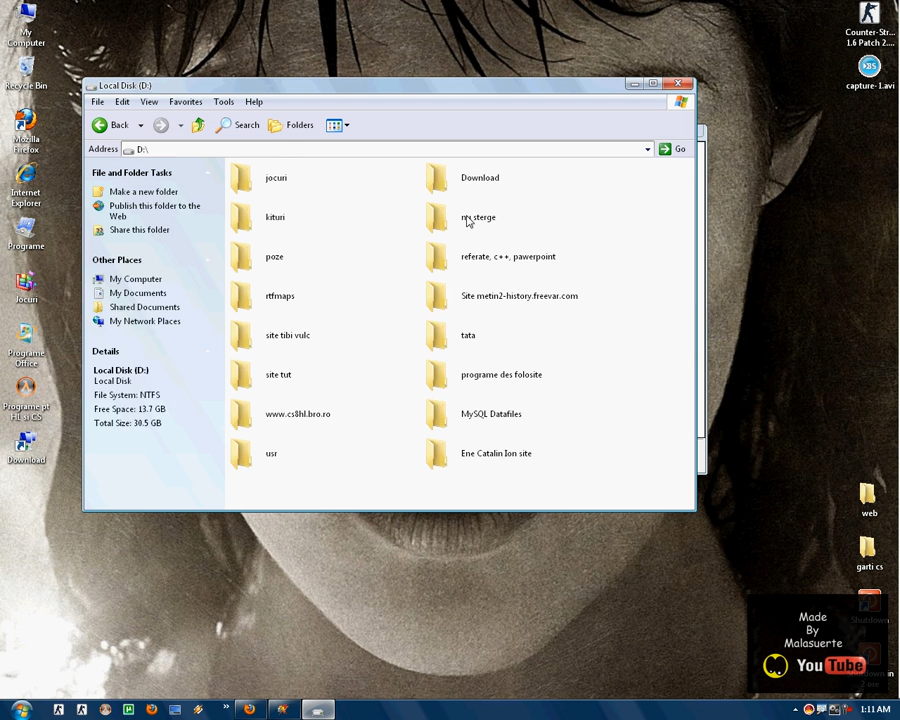 My
Computer
Recycle Bin
Mozilla
Firefox
Internet
Explorer
Programe
Jocuri
Programe
Office
Programe pt
HL si CS
Download
Counter-Str...
1.6 Patch 2....
BS
capture-1.avi
web
garti cs
Local Disk (D:)
File Edit View Favorites Tools Help
Back Search Folders
Address D:\ Go
File and Folder Tasks
Make a new folder
Publish this folder to the
Web
Share this folder
Other Places
My Computer
My Documents
Shared Documents
My Network Places
Details
Local Disk (D:)
Local Disk
File System: NTFS
Free Space: 13.7 GB
Total Size: 30.5 GB
jocuri
kituri
poze
rtfmaps
site tibi vulc
site tut
www.cs8hl.bro.ro
usr
Download
nu sterge
referate, c++, pawerpoint
Site metin2-history.freevar.com
tata
programe des folosite
MySQL Datafiles
Ene Catalin Ion site
Shutdown
Made
By
Malasuerte
YouTube
1:11 AM